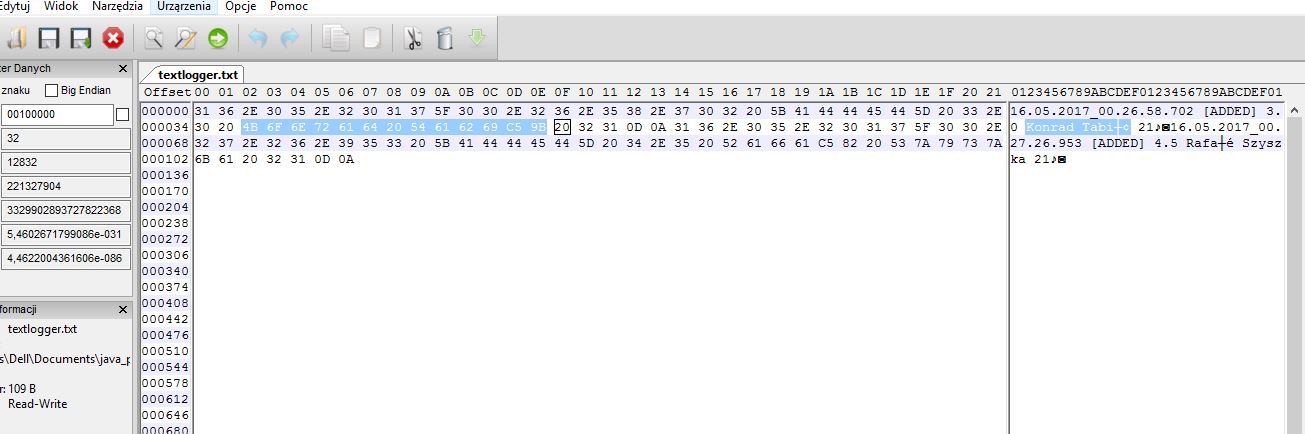 Edytuj Widok Narzędzia Urządzenia Opcje Pomoc
ter Danych
textlogger.txt
znaku Big Endian
Offset 00 01 02 03 04 05 06 07 08 09 0A 0B 0C 0D 0E 0F 10 11 12 13 14 15 16 17 18 19 1A 1B 1C 1D 1E 1F 20 21 0123456789ABCDEF0123456789ABCDEF01
00100000
000000 31 36 2E 30 35 2E 32 30 31 37 5F 30 30 2E 32 36 2E 35 38 2E 37 30 32 20 5B 41 44 44 45 44 5D 20 33 2E 16.05.2017_00.26.58.702 [ADDED] 3.
000034 30 20 4B 6F 6E 72 61 64 20 54 61 62 69 C5 9B 20 32 31 0D 0A 31 36 2E 30 35 2E 32 30 31 37 5F 30 30 2E 0 Konrad Tabi┼¢ 21♪◙16.05.2017_00.
32
000068 32 37 2E 32 36 2E 39 35 33 20 5B 41 44 44 45 44 5D 20 34 2E 35 20 52 61 66 61 C5 82 20 53 7A 79 73 7A 27.26.953 [ADDED] 4.5 Rafa┼é Szysz
12832
000102 6B 61 20 32 31 0D 0A ka 21♪◙
000136
221327904
000170
3329902893727822368
000204
000238
5,4602671799086e-031
000272
4,4622004361606e-086
000306
000340
000374
formacji
000408
textlogger.txt
000442
000476
s\Dell\Documents\java_p
000510
000544
r: 109 B
000578
Read-Write
000612
000646
000680